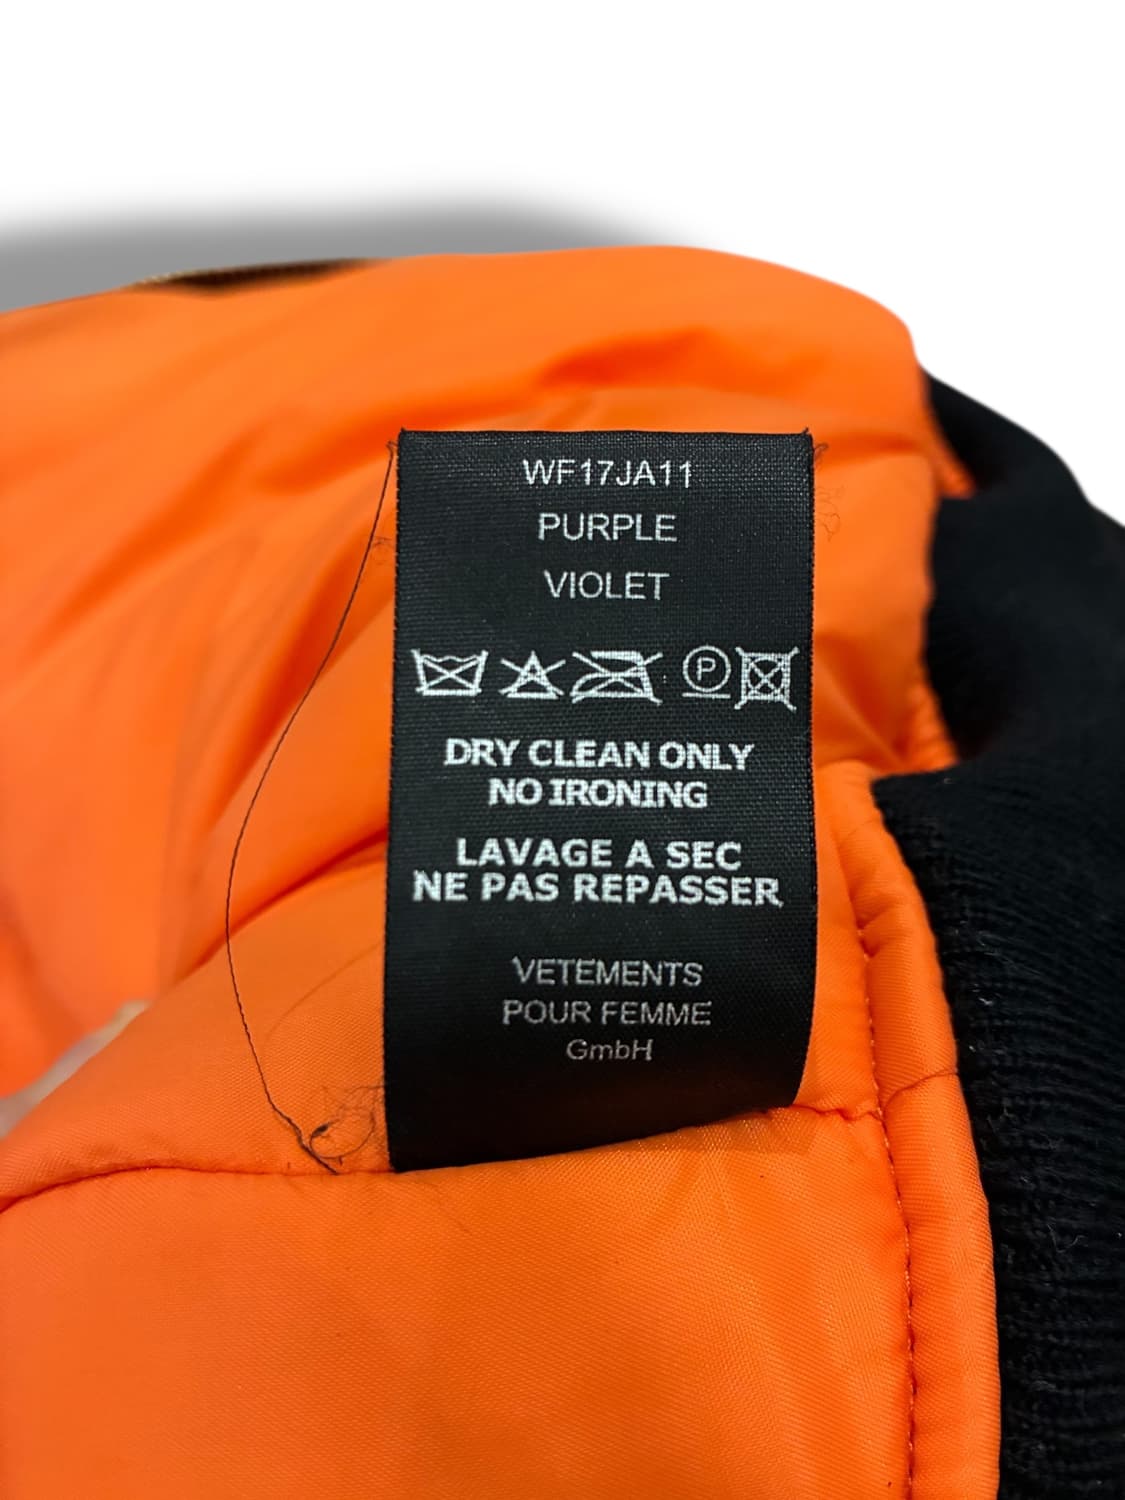 WF17JA11
PURPLE
VIOLET
P
DRY CLEAN ONLY
NO IRONING
LAVAGE A SEC
NE PAS REPASSER
VETEMENTS
POUR FEMME
GmbH